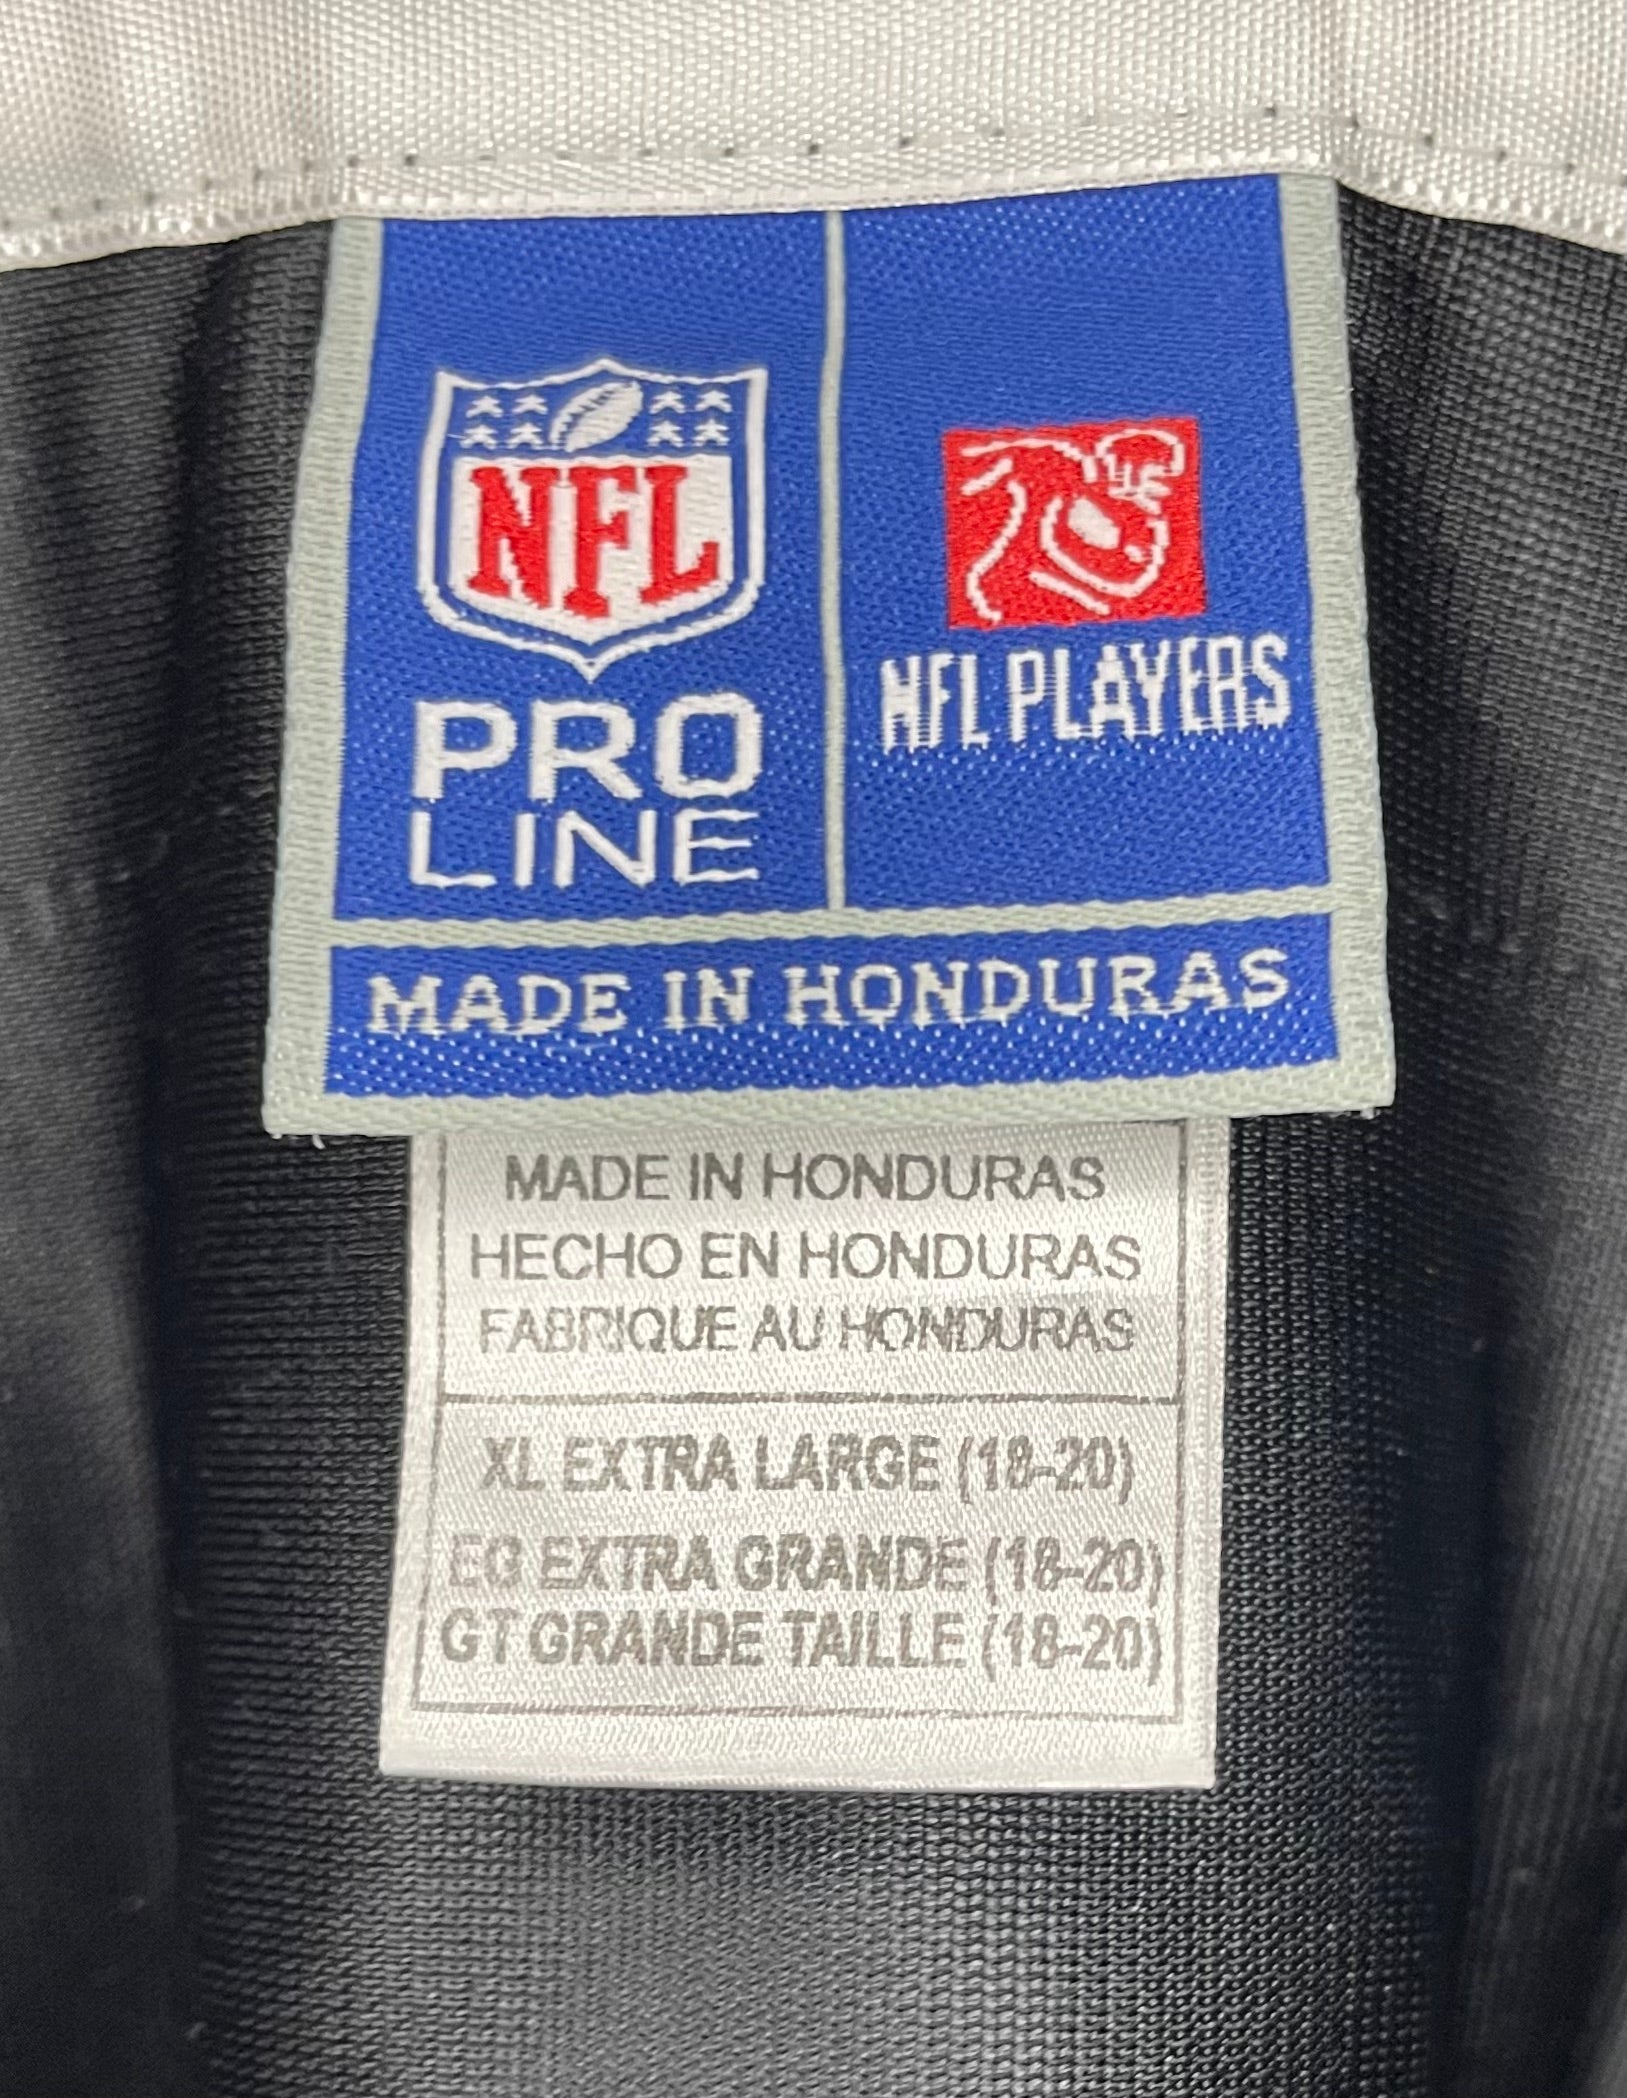 NFL
PRO
LINE
NFL PLAYERS
MADE IN HONDURAS
MADE IN HONDURAS
HECHO EN HONDURAS
FABRIQUE AU HONDURAS
XL EXTRA LARGE (18-20)
EG EXTRA GRANDE (18-20)
GT GRANDE TAILLE (18-20)